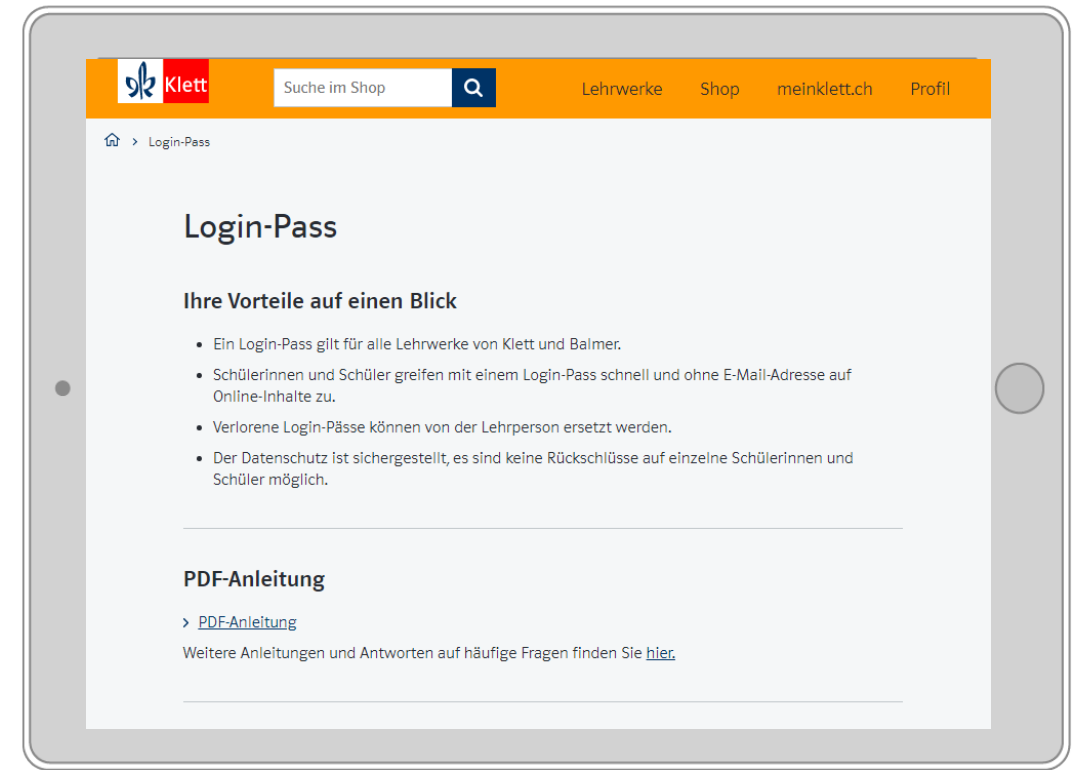 Klett
Suche im Shop
Lehrwerke Shop meinklett.ch Profil
> Login-Pass
Login-Pass
Ihre Vorteile auf einen Blick
• Ein Login-Pass gilt für alle Lehrwerke von Klett und Balmer.
• Schülerinnen und Schüler greifen mit einem Login-Pass schnell und ohne E-Mail-Adresse auf
Online-Inhalte zu.
• Verlorene Login-Pässe können von der Lehrperson ersetzt werden.
• Der Datenschutz ist sichergestellt, es sind keine Rückschlüsse auf einzelne Schülerinnen und
Schüler möglich.
PDF-Anleitung
> PDF-Anleitung
Weitere Anleitungen und Antworten auf häufige Fragen finden Sie hier.